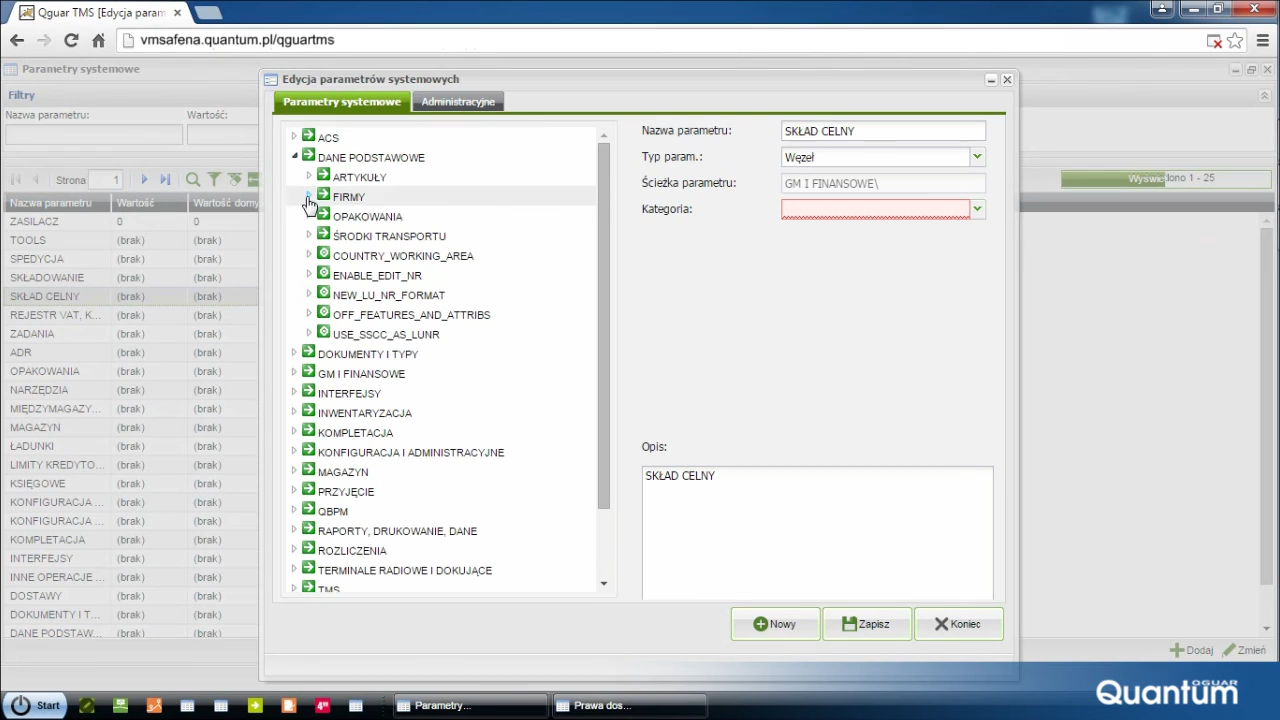 Qguar TMS [Edycja param
vmsafena.quantum.pl/qguartms
Parametry systemowe
Filtry
Nazwa parametru:
Wartość:
Strona 1
Wyświe lono 1 - 25
Nazwa parametru Wartość Wartość domy
ZASILACZ 0 0
TOOLS (brak) (brak)
SPEDYCJA (brak) (brak)
SKŁADOWANIE (brak) (brak)
SKŁAD CELNY (brak) (brak)
REJESTR VAT, K... (brak) (brak)
ZADANIA (brak) (brak)
ADR (brak) (brak)
OPAKOWANIA (brak) (brak)
NARZĘDZIA (brak) (brak)
MIĘDZYMAGAZY... (brak) (brak)
MAGAZYN (brak) (brak)
ŁADUNKI (brak) (brak)
LIMITY KREDYTO... (brak) (brak)
KSIĘGOWE (brak) (brak)
KONFIGURACJA ... (brak) (brak)
KONFIGURACJA ... (brak) (brak)
KOMPLETACJA (brak) (brak)
INTERFEJSY (brak) (brak)
INNE OPERACJE ... (brak) (brak)
DOSTAWY (brak) (brak)
DOKUMENTY I T... (brak) (brak)
DANE PODSTAW... (brak) (brak)
Edycja parametrów systemowych
Parametry systemowe Administracyjne
ACS
DANE PODSTAWOWE
ARTYKUŁY
FIRMY
OPAKOWANIA
ŚRODKI TRANSPORTU
COUNTRY_WORKING_AREA
ENABLE_EDIT_NR
NEW_LU_NR_FORMAT
OFF_FEATURES_AND_ATTRIBS
USE_SSCC_AS_LUNR
DOKUMENTY I TYPY
GM I FINANSOWE
INTERFEJSY
INWENTARYZACJA
KOMPLETACJA
KONFIGURACJA I ADMINISTRACYJNE
MAGAZYN
PRZYJĘCIE
QBPM
RAPORTY, DRUKOWANIE, DANE
ROZLICZENIA
TERMINALE RADIOWE I DOKUJĄCE
TMS
Nazwa parametru: SKŁAD CELNY
Typ param.: Węzeł
Ścieżka parametru: GM I FINANSOWE\
Kategoria:
Opis:
SKŁAD CELNY
Nowy Zapisz Koniec
Dodaj Zmień
QGUAR
Quantum
Start
Parametry...
Prawa dos...